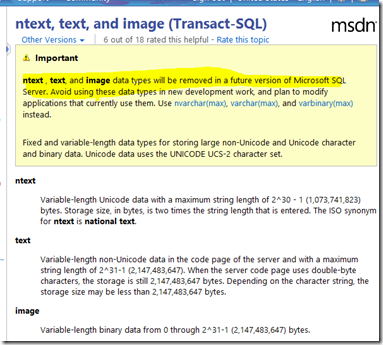 ntext, text, and image (Transact-SQL)
msdn
Other Versions 6 out of 18 rated this helpful - Rate this topic
Important
ntext , text, and image data types will be removed in a future version of Microsoft SQL
Server. Avoid using these data types in new development work, and plan to modify
applications that currently use them. Use nvarchar(max), varchar(max), and varbinary(max)
instead.
Fixed and variable-length data types for storing large non-Unicode and Unicode character
and binary data. Unicode data uses the UNICODE UCS-2 character set.
ntext
Variable-length Unicode data with a maximum string length of 2^30 - 1 (1,073,741,823)
bytes. Storage size, in bytes, is two times the string length that is entered. The ISO synonym
for ntext is national text.
text
Variable-length non-Unicode data in the code page of the server and with a maximum
string length of 2^31-1 (2,147,483,647). When the server code page uses double-byte
characters, the storage is still 2,147,483,647 bytes. Depending on the character string, the
storage size may be less than 2,147,483,647 bytes.
image
Variable-length binary data from 0 through 2^31-1 (2,147,483,647) bytes.